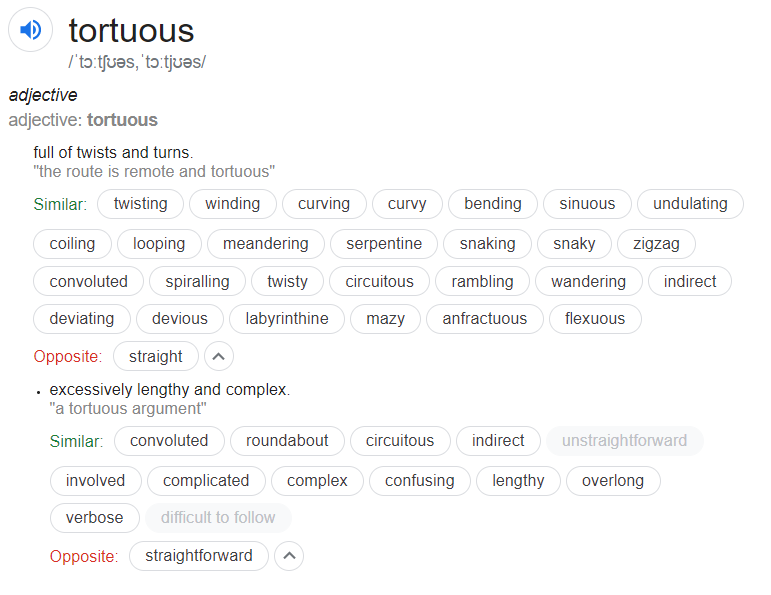 tortuous
/ˈtɔːtʃʊəs,ˈtɔːtjʊəs/
adjective
adjective: tortuous
full of twists and turns.
"the route is remote and tortuous"
Similar: twisting winding curving curvy bending sinuous undulating
coiling looping meandering serpentine snaking snaky zigzag
convoluted spiralling twisty circuitous rambling wandering indirect
deviating devious labyrinthine mazy anfractuous flexuous
Opposite: straight
• excessively lengthy and complex.
"a tortuous argument"
Similar: convoluted roundabout circuitous indirect unstraightforward
involved complicated complex confusing lengthy overlong
verbose difficult to follow
Opposite: straightforward